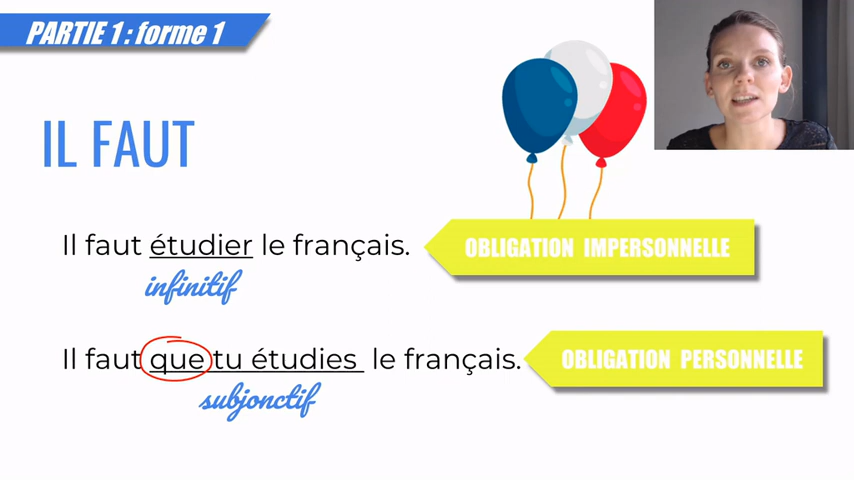 PARTIE 1 : forme 1
IL FAUT
Il faut étudier le français.
OBLIGATION IMPERSONNELLE
infinitif
Il faut que tu étudies le français.
OBLIGATION PERSONNELLE
subjonctif